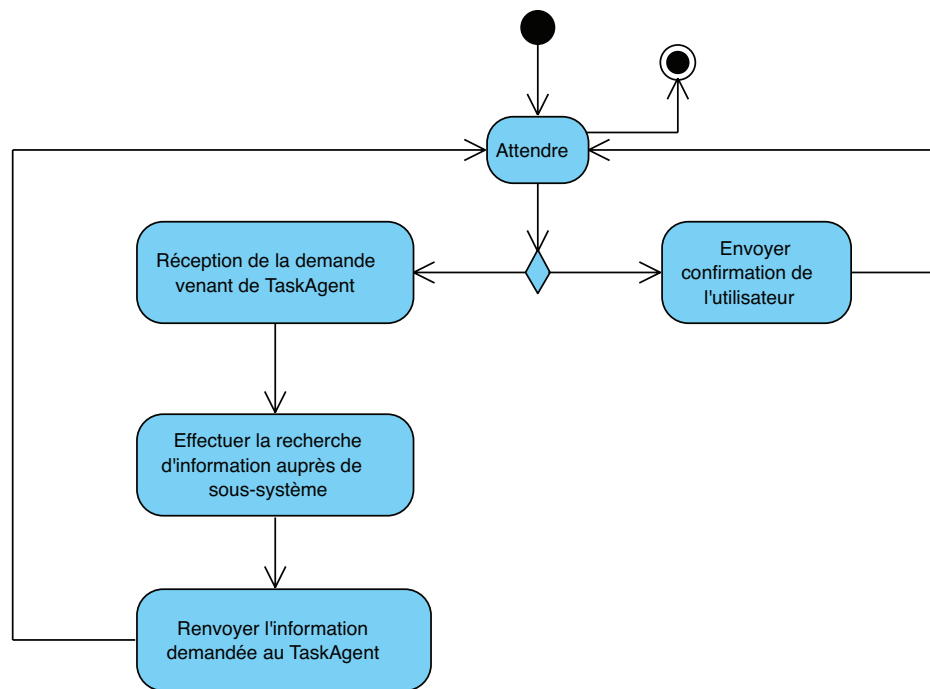 Attendre
Réception de la demande
venant de TaskAgent
Envoyer
confirmation de
l'utilisateur
Effectuer la recherche
d'information auprès de
sous-système
Renvoyer l'information
demandée au TaskAgent